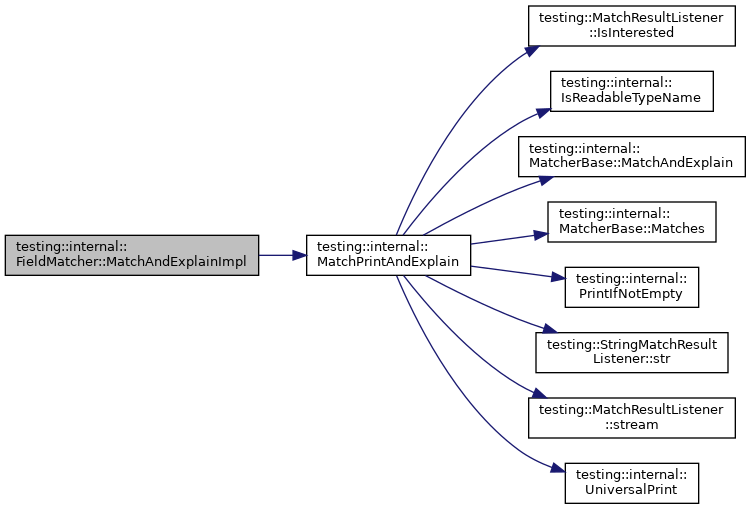 testing::internal::
FieldMatcher::MatchAndExplainImpl
testing::internal::
MatchPrintAndExplain
testing::MatchResultListener
::IsInterested
testing::internal::
IsReadableTypeName
testing::internal::
MatcherBase::MatchAndExplain
testing::internal::
MatcherBase::Matches
testing::internal::
PrintIfNotEmpty
testing::StringMatchResult
Listener::str
testing::MatchResultListener
::stream
testing::internal::
UniversalPrint